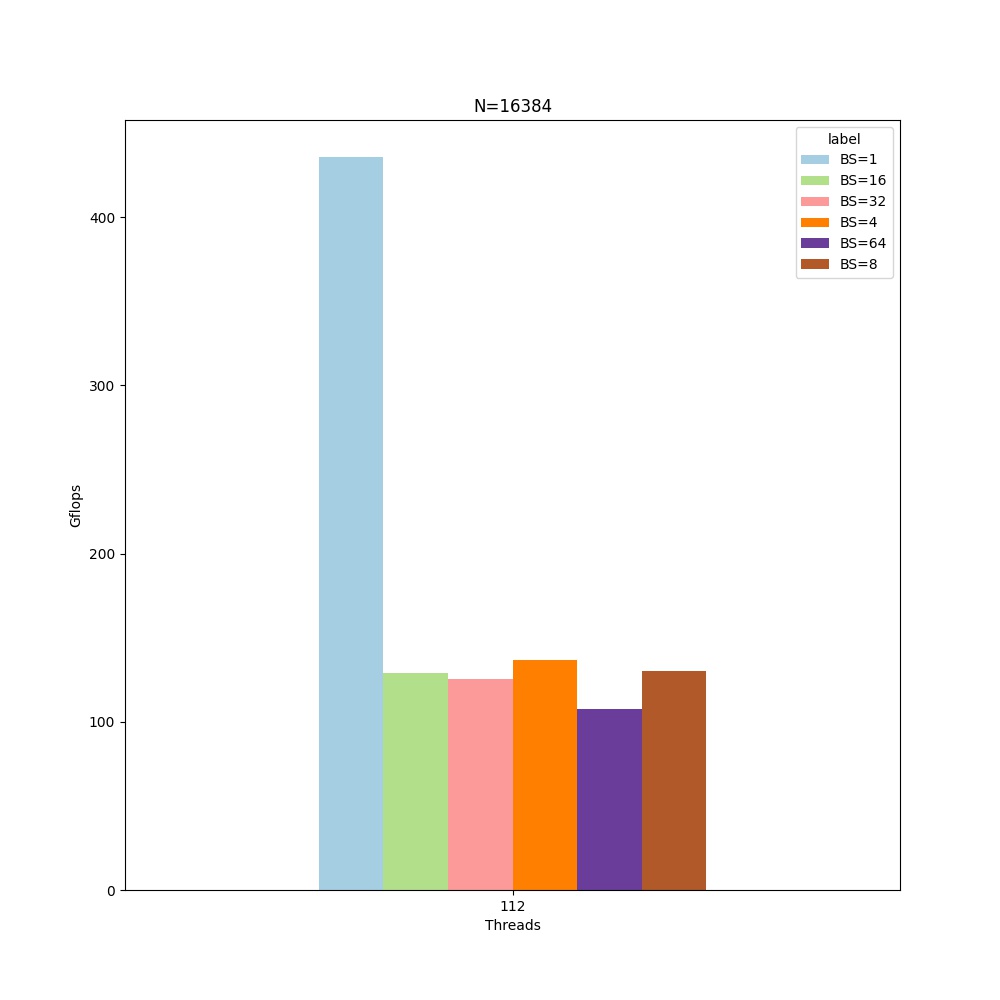 N=16384
label
BS=1
BS=16
BS=32
BS=4
BS=64
BS=8
400
300
200
100
0
Gflops
112
Threads